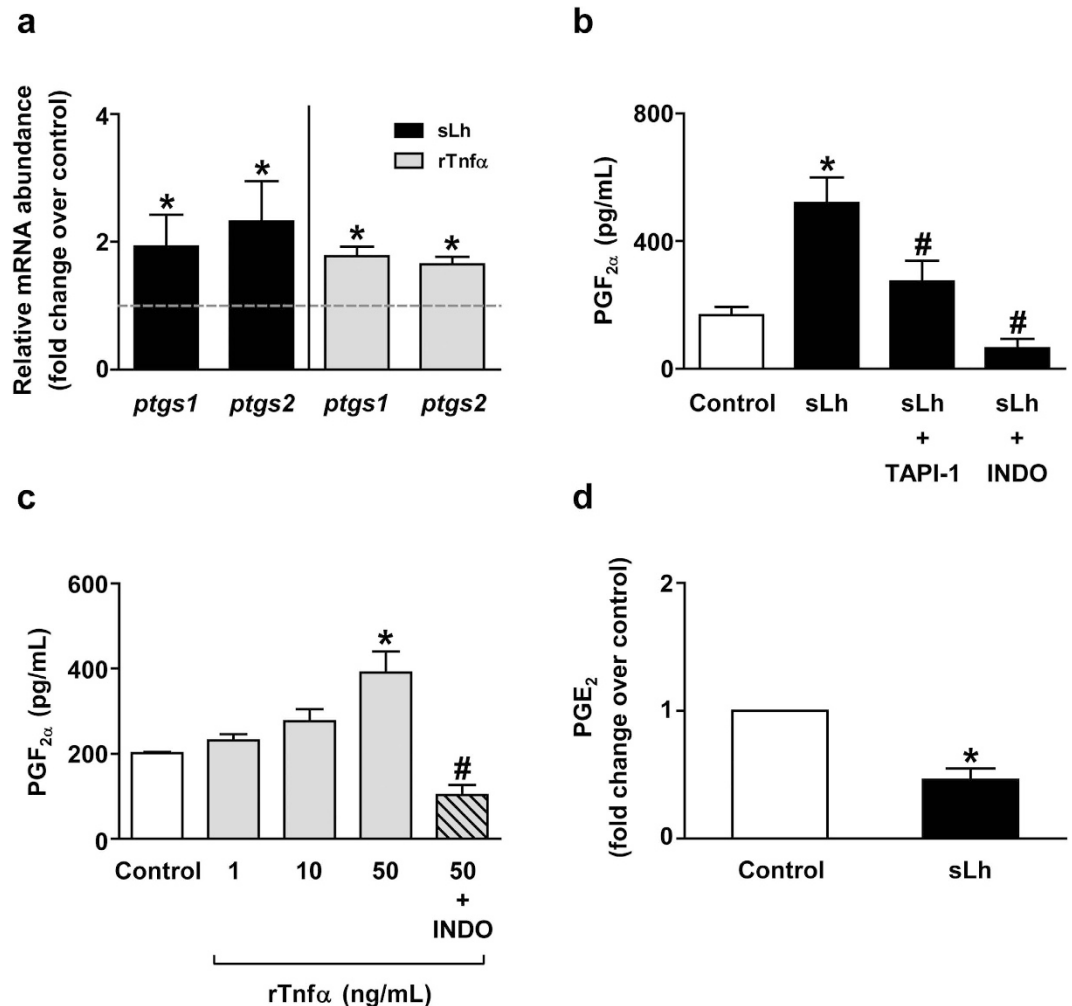 a
Relative mRNA abundance
(fold change over control)
4
2
0
sLh
rTnfα
*
*
*
*
ptgs1 ptgs2 ptgs1 ptgs2
b
PGF2α (pg/mL)
800
400
0
*
#
#
Control sLh sLh sLh
+ +
TAPI-1 INDO
c
PGF2α (pg/mL)
600
400
200
0
*
#
Control 1 10 50 50
+
INDO
rTnfα (ng/mL)
d
PGE2
(fold change over control)
2
1
0
*
Control sLh